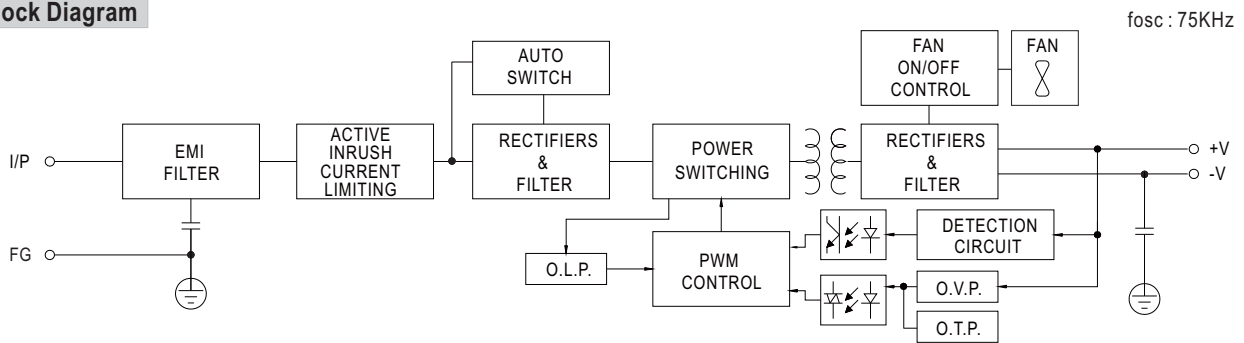 ock Diagram
fosc : 75KHz
AUTO
SWITCH
FAN
ON/OFF
CONTROL
FAN
I/P
EMI
FILTER
ACTIVE
INRUSH
CURRENT
LIMITING
RECTIFIERS
&
FILTER
POWER
SWITCHING
RECTIFIERS
&
FILTER
+V
-V
FG
O.L.P.
PWM
CONTROL
DETECTION
CIRCUIT
O.V.P.
O.T.P.